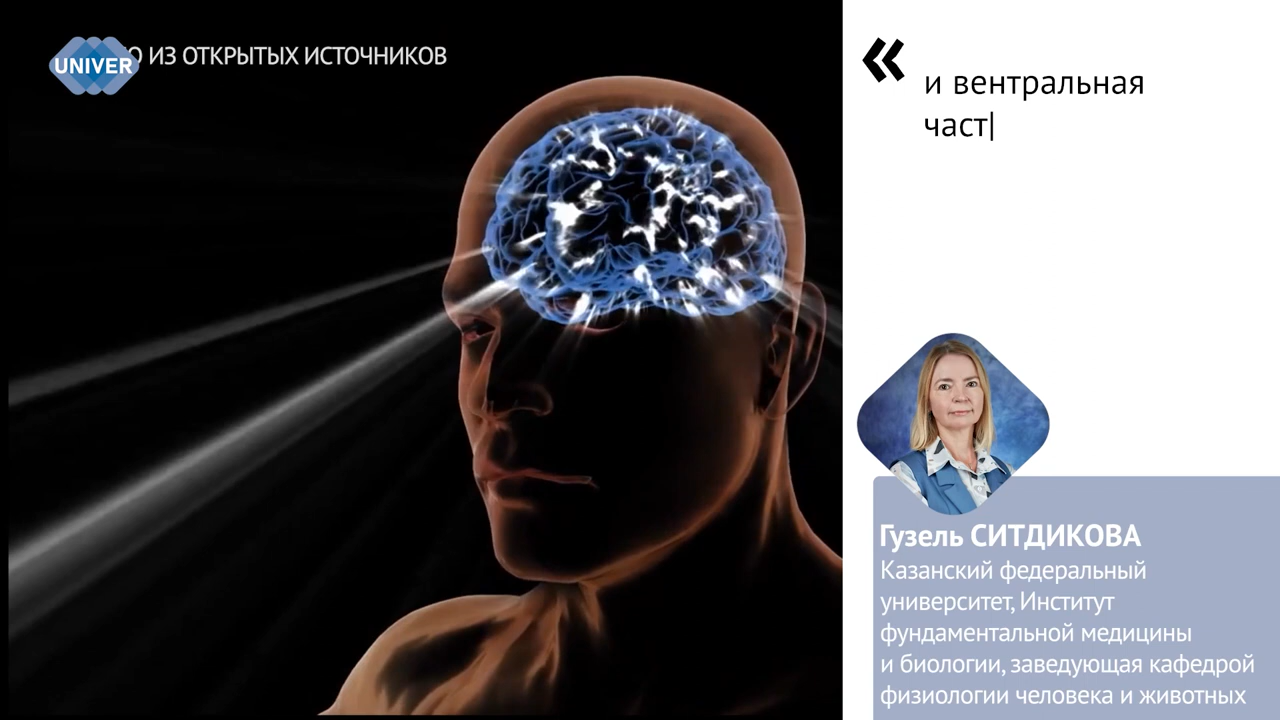 UNIVER
ИЗ ОТКРЫТЫХ ИСТОЧНИКОВ
«
и вентральная
част
Гузель СИТДИКОВА
Казанский федеральный
университет, Институт
фундаментальной медицины
и биологии, заведующая кафедрой
физиологии человека и животных